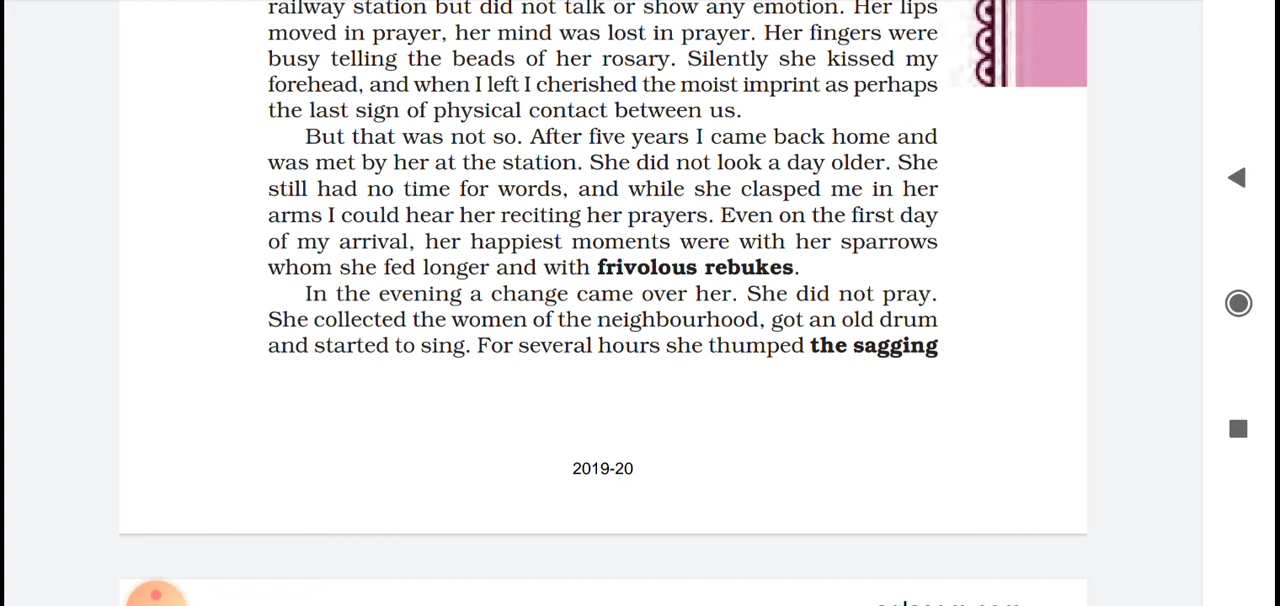 railway station but did not talk or show any emotion. Her lips
moved in prayer, her mind was lost in prayer. Her fingers were
busy telling the beads of her rosary. Silently she kissed my
forehead, and when I left I cherished the moist imprint as perhaps
the last sign of physical contact between us.
But that was not so. After five years I came back home and
was met by her at the station. She did not look a day older. She
still had no time for words, and while she clasped me in her
arms I could hear her reciting her prayers. Even on the first day
of my arrival, her happiest moments were with her sparrows
whom she fed longer and with frivolous rebukes.
In the evening a change came over her. She did not pray.
She collected the women of the neighbourhood, got an old drum
and started to sing. For several hours she thumped the sagging
2019-20